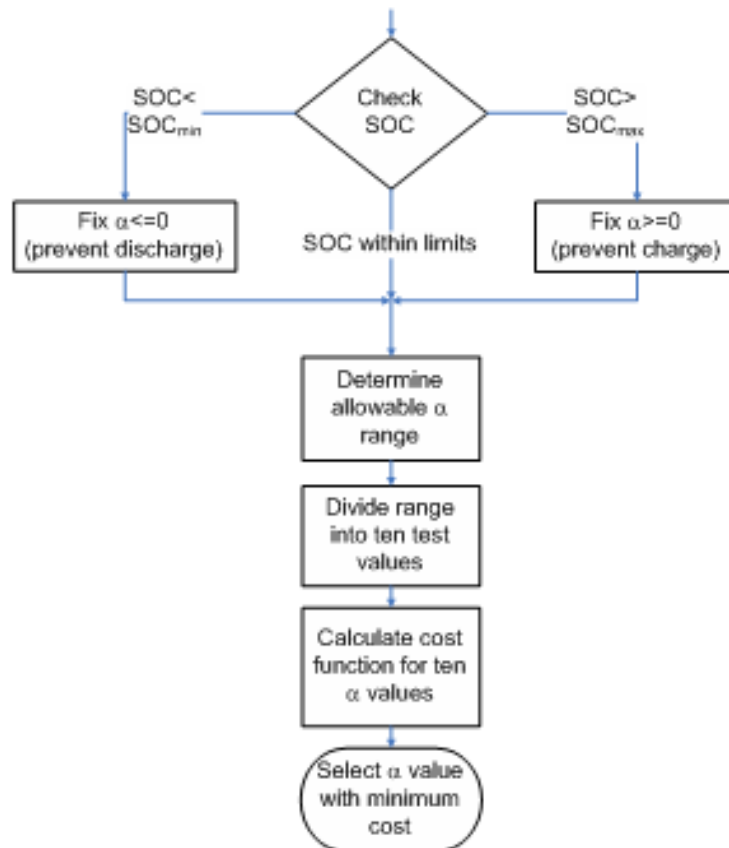 Check
SOC
SOC<
SOCmin
SOC>
SOCmax
Fix α<=0
(prevent discharge)
SOC within limits
Fix α>=0
(prevent charge)
Determine
allowable α
range
Divide range
into ten test
values
Calculate cost
function for ten
α values
Select α value
with minimum
cost